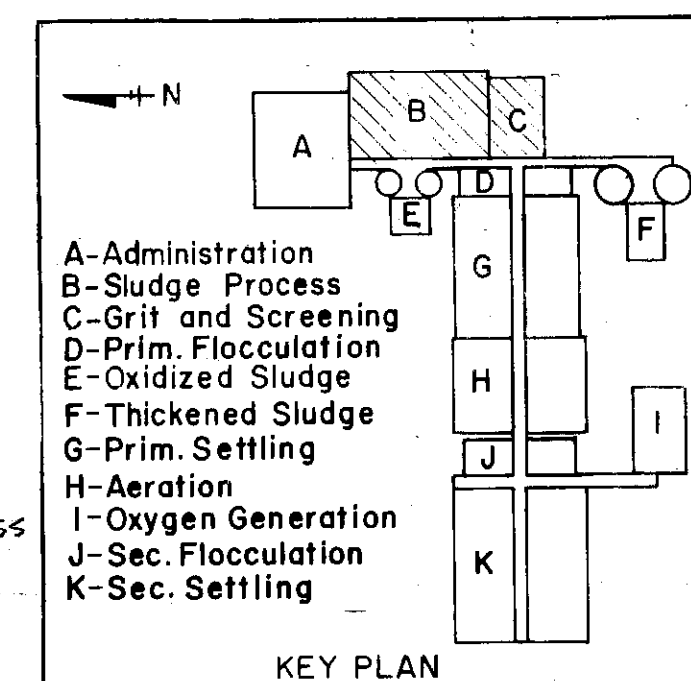 N
A
B
C
D
E
F
G
H
I
J
K
A-Administration
B-Sludge Process
C-Grit and Screening
D-Prim. Flocculation
E-Oxidized Sludge
F-Thickened Sludge
G-Prim. Settling
H-Aeration
I-Oxygen Generation
J-Sec. Flocculation
K-Sec. Settling
KEY PLAN